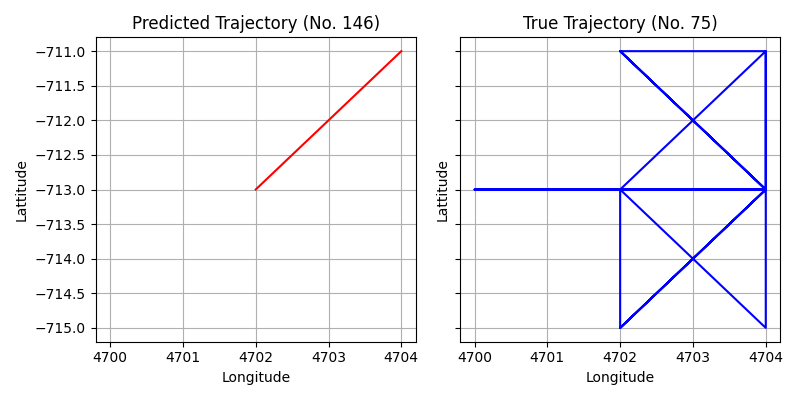 Predicted Trajectory (No. 146)
True Trajectory (No. 75)
Lattitude
−711.0
−711.5
−712.0
−712.5
−713.0
−713.5
−714.0
−714.5
−715.0
4700 4701 4702 4703 4704
Longitude
Lattitude
4700 4701 4702 4703 4704
Longitude